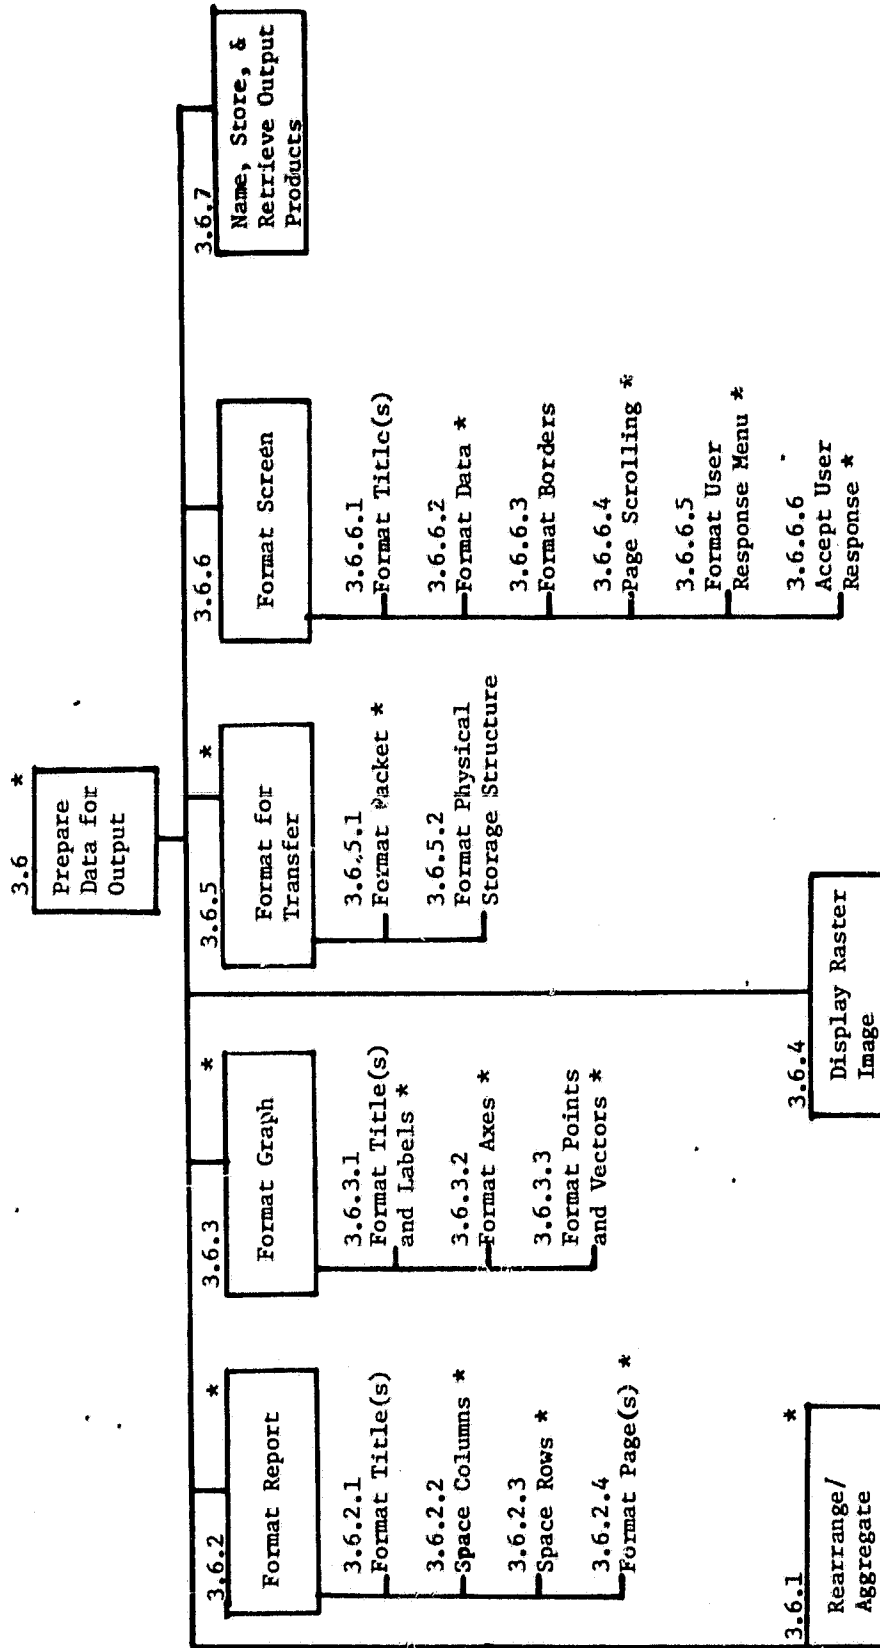 3.6 *
Prepare
Data for
Output
3.6.2 *
Format Report
3.6.2.1
Format Title(s)
3.6.2.2
Space Columns *
3.6.2.3
Space Rows *
3.6.2.4
Format Page(s) *
3.6.3 *
Format Graph
3.6.3.1
Format Title(s)
and Labels *
3.6.3.2
Format Axes *
3.6.3.3
Format Points
and Vectors *
3.6.5 *
Format for
Transfer
3.6.5.1
Format Packet *
3.6.5.2
Format Physical
Storage Structure
3.6.6
Format Screen
3.6.6.1
Format Title(s)
3.6.6.2
Format Data *
3.6.6.3
Format Borders
3.6.6.4
Page Scrolling *
3.6.6.5
Format User
Response Menu *
3.6.6.6
Accept User
Response *
3.6.7
Name, Store, &
Retrieve Output
Products
3.6.1 *
Rearrange/
Aggregate
3.6.4
Display Raster
Image